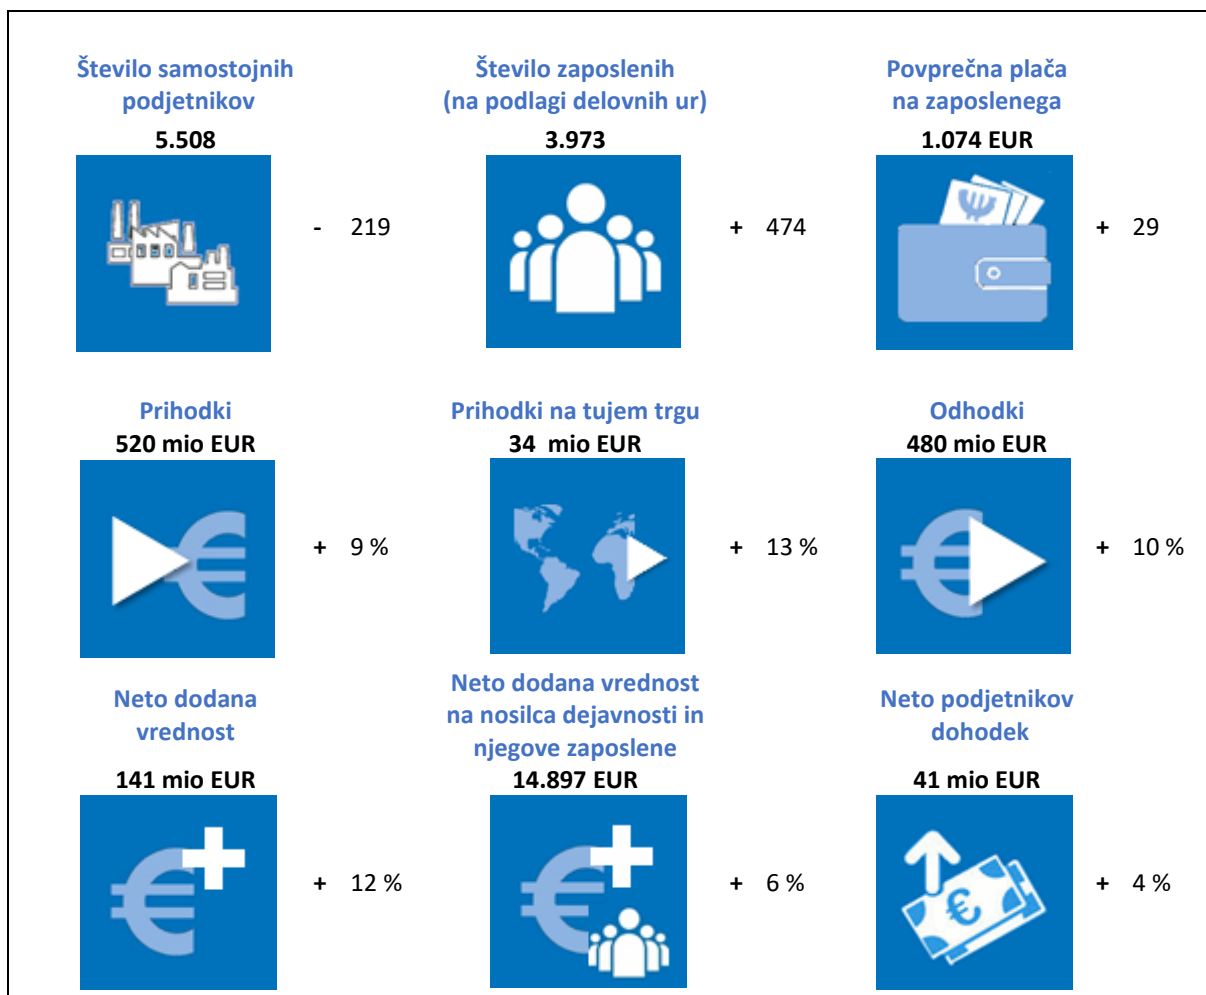 Število samostojnih
podjetnikov
5.508
- 219
Število zaposlenih
(na podlagi delovnih ur)
3.973
+ 474
Povprečna plača
na zaposlenega
1.074 EUR
+ 29
Prihodki
520 mio EUR
+ 9 %
Prihodki na tujem trgu
34 mio EUR
+ 13 %
Odhodki
480 mio EUR
+ 10 %
Neto dodana
vrednost
141 mio EUR
+ 12 %
Neto dodana vrednost
na nosilca dejavnosti in
njegove zaposlene
14.897 EUR
+ 6 %
Neto podjetnikov
dohodek
41 mio EUR
+ 4 %